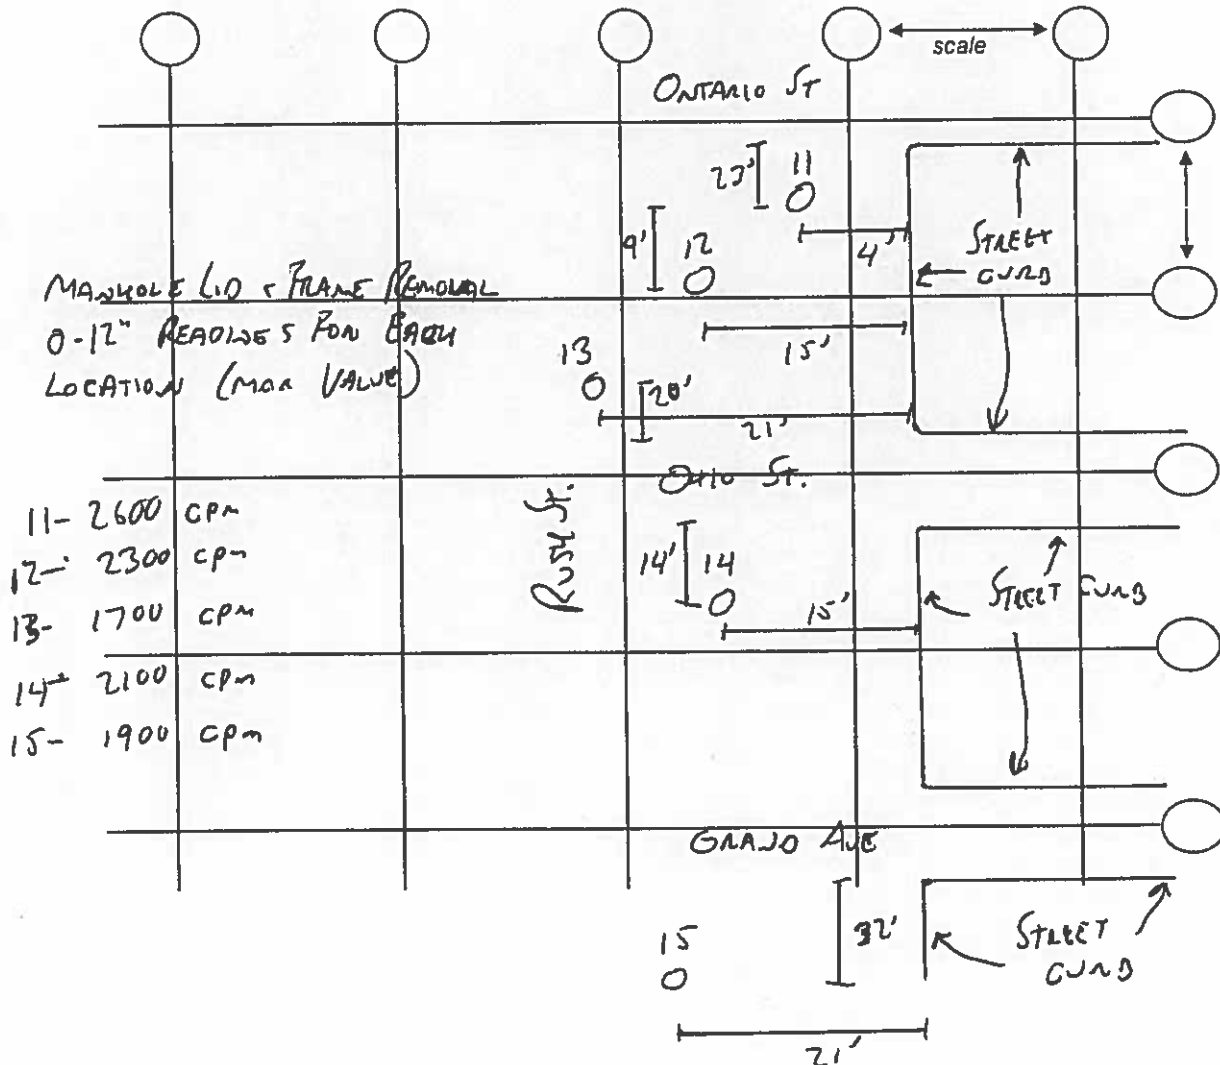 scale
ONTARIO ST
23' 11
4'
9' 12
STREET
CURB
15'
MANHOLE LID & FRAME REMOVAL
0-12" READINGS FOR EACH
LOCATION (MAX VALUE)
13
20'
21'
OHIO ST.
RUSH ST.
11- 2600 cpm
12- 2300 cpm
13- 1700 cpm
14- 2100 cpm
15- 1900 cpm
14' 14
15'
STREET CURB
GRAND AVE
15
32'
STREET
CURB
21'